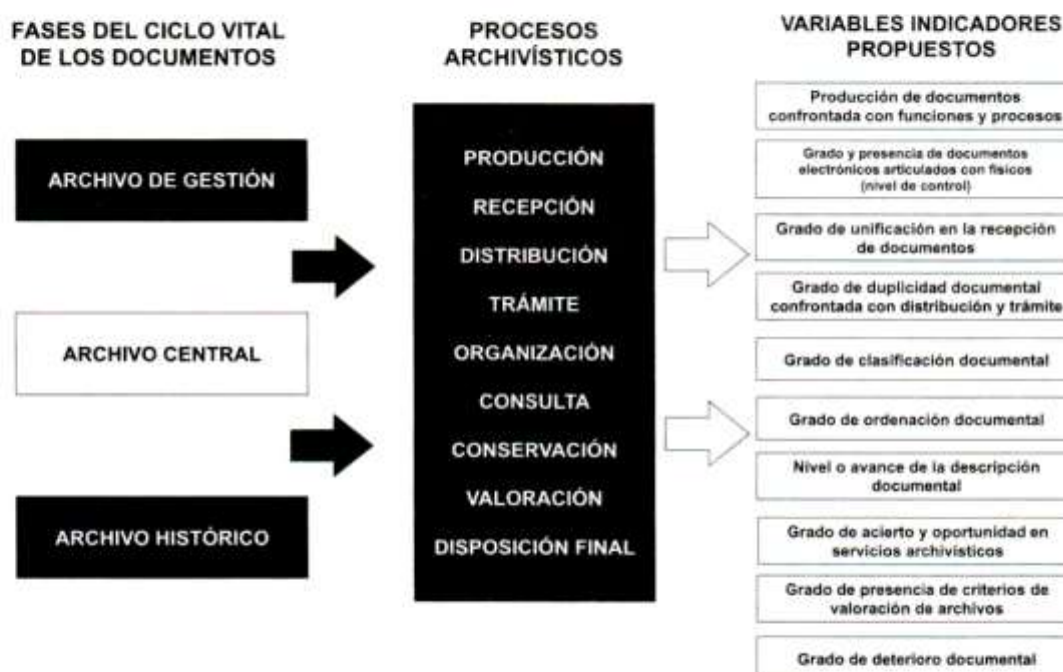 FASES DEL CICLO VITAL
DE LOS DOCUMENTOS
ARCHIVO DE GESTIÓN
ARCHIVO CENTRAL
ARCHIVO HISTÓRICO
PROCESOS
ARCHIVÍSTICOS
PRODUCCIÓN
RECEPCIÓN
DISTRIBUCIÓN
TRÁMITE
ORGANIZACIÓN
CONSULTA
CONSERVACIÓN
VALORACIÓN
DISPOSICIÓN FINAL
VARIABLES INDICADORES
PROPUESTOS
Producción de documentos
confrontada con funciones y procesos
Grado y presencia de documentos
electrónicos articulados con físicos
(nivel de control)
Grado de unificación en la recepción
de documentos
Grado de duplicidad documental
confrontada con distribución y trámite
Grado de clasificación documental
Grado de ordenación documental
Nivel o avance de la descripción
documental
Grado de acierto y oportunidad en
servicios archivísticos
Grado de presencia de criterios de
valoración de archivos
Grado de deterioro documental